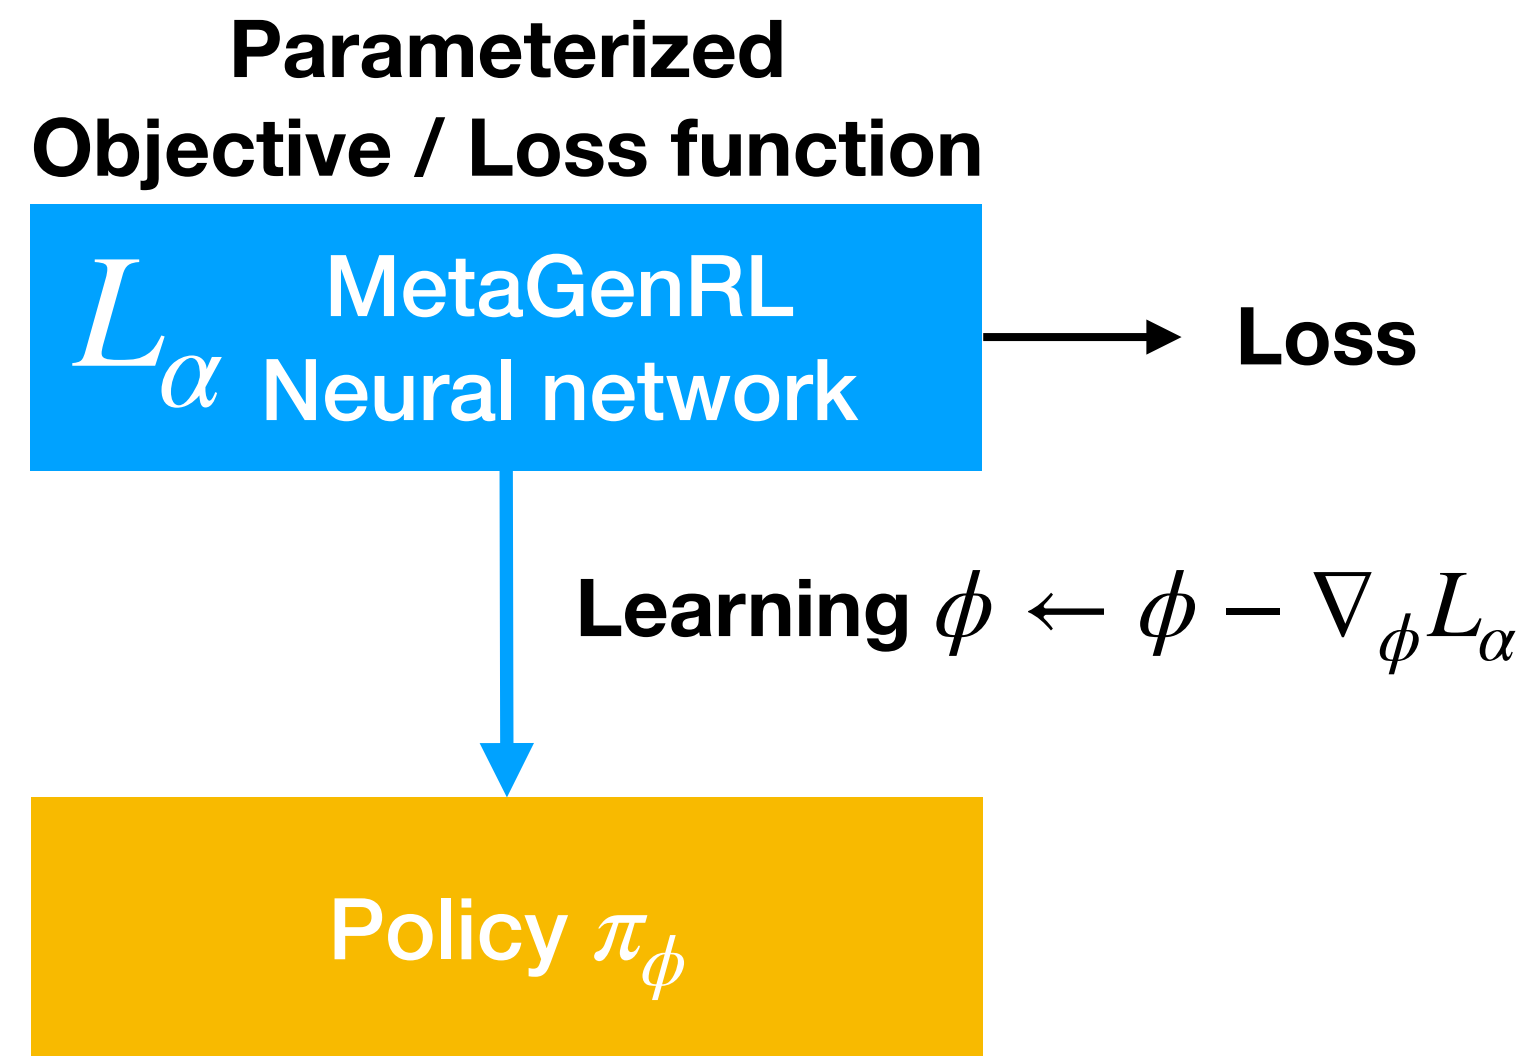 Parameterized
Objective / Loss function
L_α MetaGenRL
Neural network
Loss
Learning ϕ ← ϕ − ∇_ϕ L_α
Policy π_ϕ